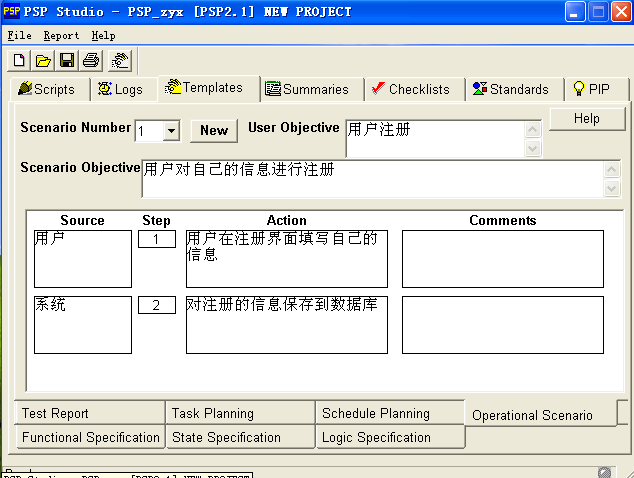 PSP PSP Studio - PSP_zyx [PSP2.1] NEW PROJECT
File Report Help
Scripts Logs Templates Summaries Checklists Standards PIP
Help
Scenario Number 1 New User Objective 用户注册
Scenario Objective 用户对自己的信息进行注册
Source Step Action Comments
用户 1 用户在注册界面填写自己的
信息
系统 2 对注册的信息保存到数据库
Test Report Task Planning Schedule Planning Operational Scenario
Functional Specification State Specification Logic Specification